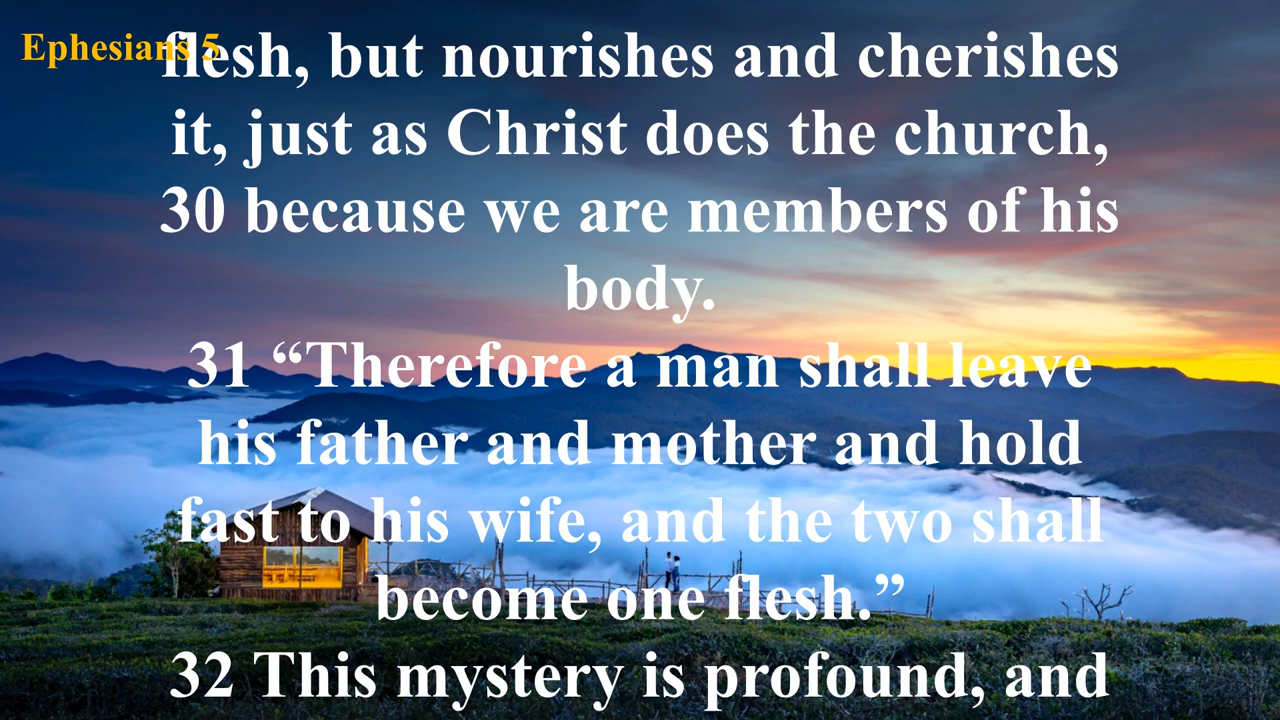 Ephesians 5
flesh, but nourishes and cherishes
it, just as Christ does the church,
30 because we are members of his
body.
31 “Therefore a man shall leave
his father and mother and hold
fast to his wife, and the two shall
become one flesh.”
32 This mystery is profound, and